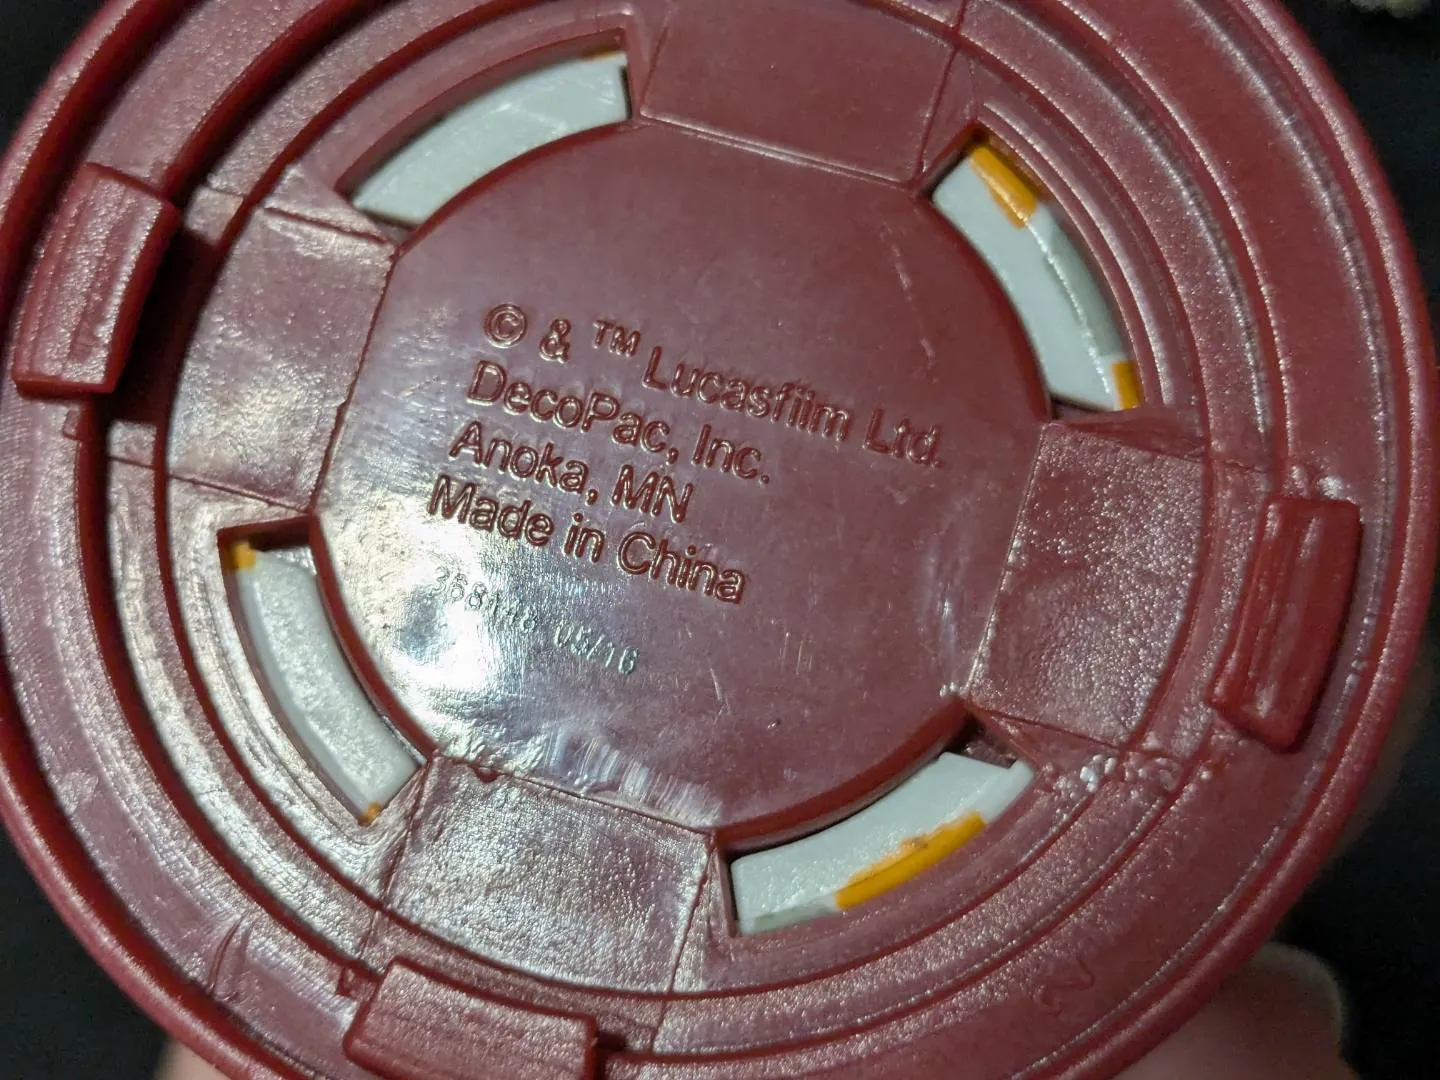 © & ™ Lucasfilm Ltd.
DecoPac, Inc.
Anoka, MN
Made in China